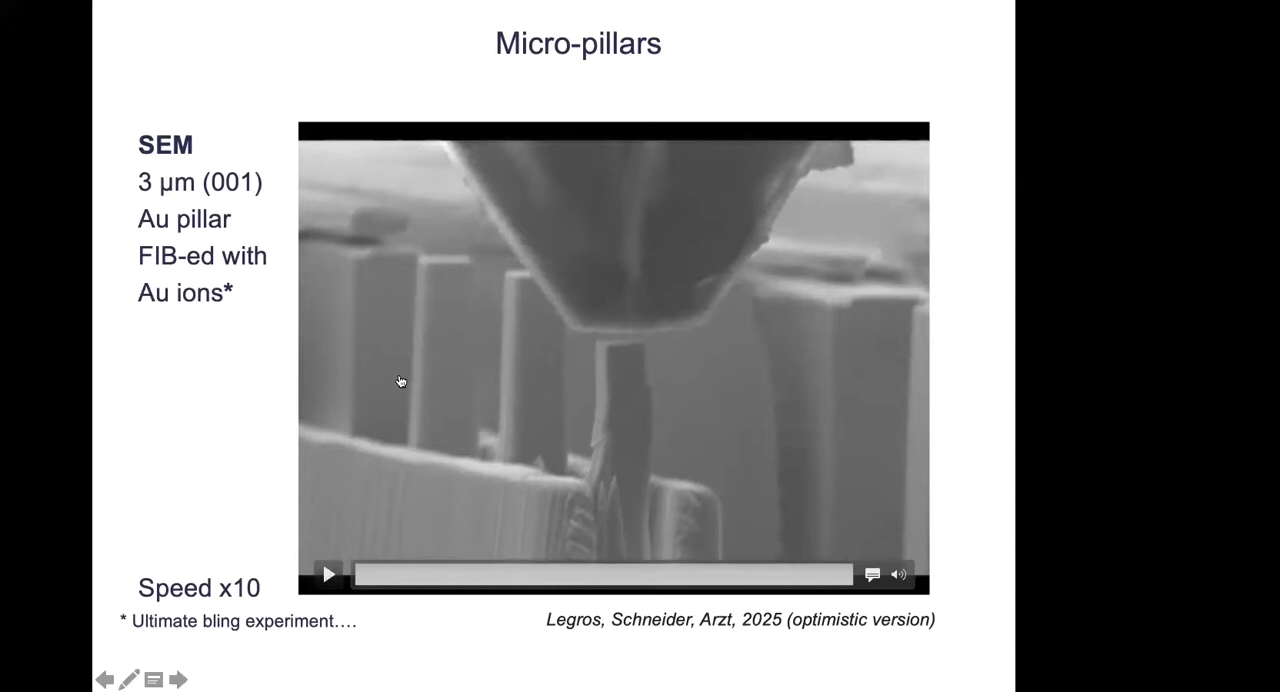 Micro-pillars
SEM
3 µm (001)
Au pillar
FIB-ed with
Au ions*
Speed x10
* Ultimate bling experiment….
Legros, Schneider, Arzt, 2025 (optimistic version)